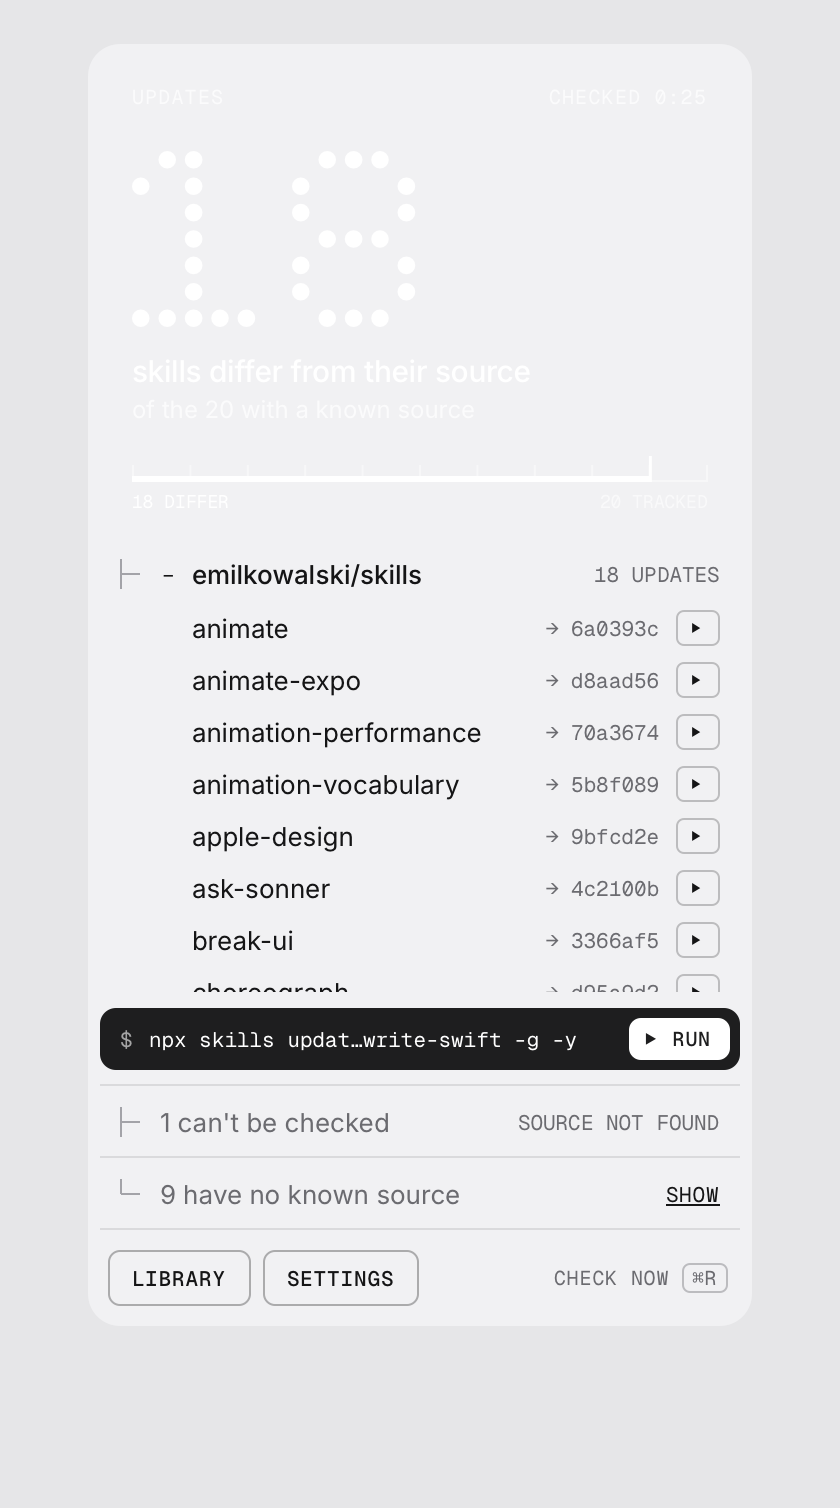 UPDATES CHECKED 0:25
18
skills differ from their source
of the 20 with a known source
18 DIFFER 20 TRACKED
- emilkowalski/skills 18 UPDATES
animate → 6a0393c ▶
animate-expo → d8aad56 ▶
animation-performance → 70a3674 ▶
animation-vocabulary → 5b8f089 ▶
apple-design → 9bfcd2e ▶
ask-sonner → 4c2100b ▶
break-ui → 3366af5 ▶
choreograph → d95a9d2 ▶
$ npx skills updat…write-swift -g -y ▶ RUN
1 can't be checked SOURCE NOT FOUND
9 have no known source SHOW
LIBRARY SETTINGS CHECK NOW ⌘R